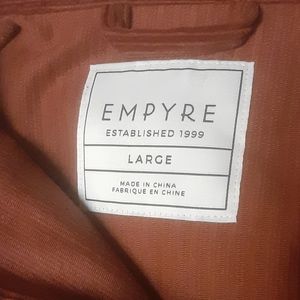 EMPYRE
ESTABLISHED 1999
LARGE
MADE IN CHINA
FABRIQUE EN CHINE